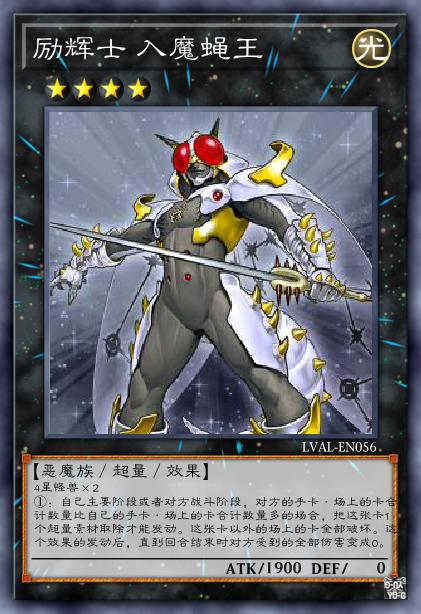 励辉士 入魔蝇王
光
LVAL-EN056
【恶魔族／超量／效果】
4星怪兽×2
①：自己主要阶段或者对方战斗阶段，对方的手卡·场上的卡合
计数量比自己的手卡·场上的卡合计数量多的场合，把这张卡1
个超量素材取除才能发动。这张卡以外的场上的卡全部破坏。这
个效果的发动后，直到回合结束时对方受到的全部伤害变成0。
ATK/1900 DEF/ 0